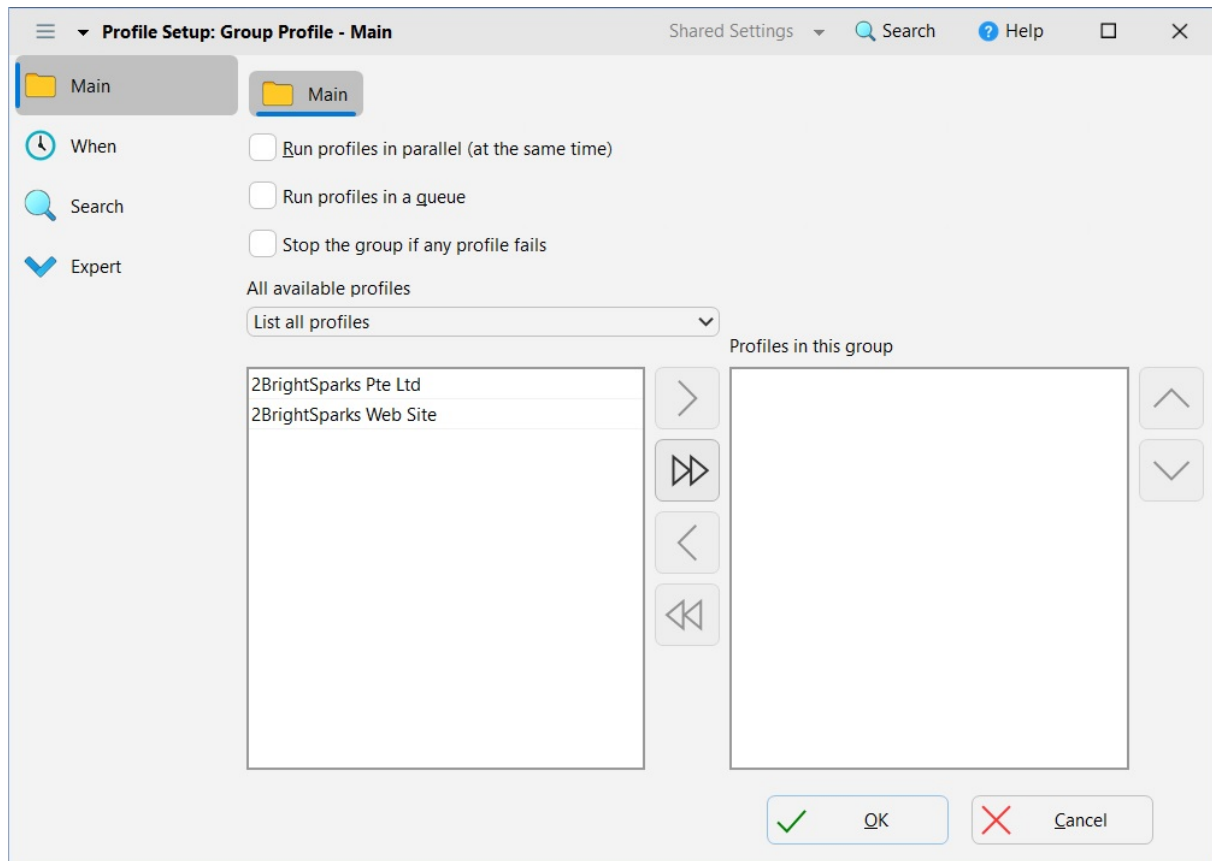 Profile Setup: Group Profile - Main
Shared Settings
Search
Help
Main
When
Search
Expert
Main
Run profiles in parallel (at the same time)
Run profiles in a queue
Stop the group if any profile fails
All available profiles
List all profiles
Profiles in this group
2BrightSparks Pte Ltd
2BrightSparks Web Site
OK
Cancel